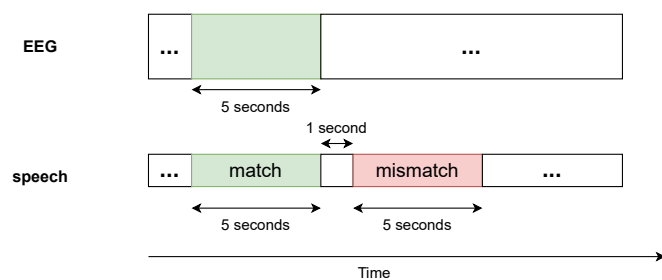 EEG
...
...
5 seconds
1 second
speech
...
match
mismatch
...
5 seconds
5 seconds
Time